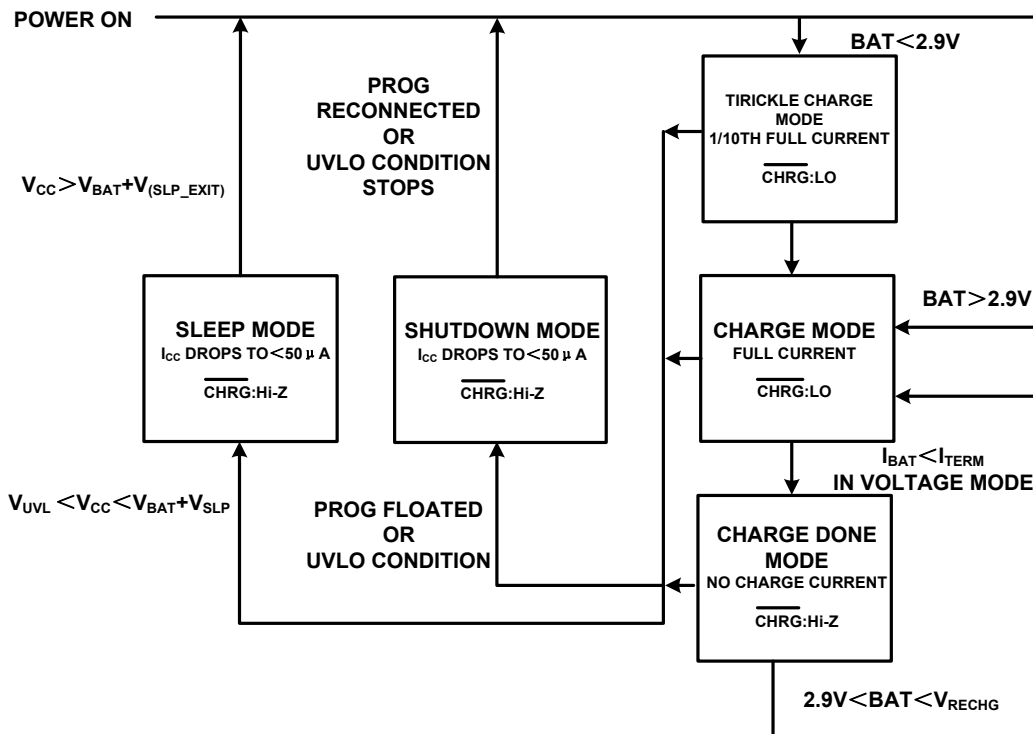 POWER ON
BAT<2.9V
TIRICKLE CHARGE
MODE
1/10TH FULL CURRENT
CHRG:LO
PROG
RECONNECTED
OR
UVLO CONDITION
STOPS
VCC>VBAT+V(SLP_EXIT)
SLEEP MODE
ICC DROPS TO<50μA
CHRG:Hi-Z
SHUTDOWN MODE
ICC DROPS TO<50μA
CHRG:Hi-Z
BAT>2.9V
CHARGE MODE
FULL CURRENT
CHRG:LO
IBAT<ITERM
IN VOLTAGE MODE
VUVL<VCC<VBAT+VSLP
PROG FLOATED
OR
UVLO CONDITION
CHARGE DONE
MODE
NO CHARGE CURRENT
CHRG:Hi-Z
2.9V<BAT<VRECHG